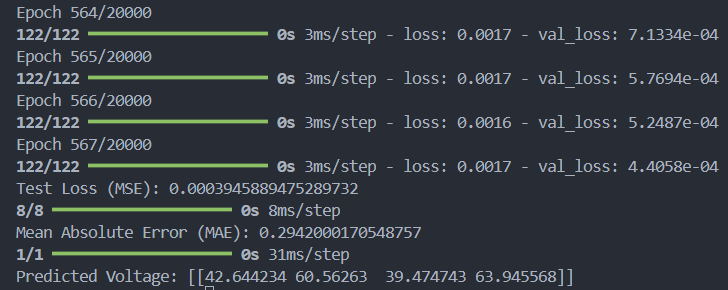 Epoch 564/20000
122/122 ━━━━━━━━━━━━━━━━━━━━ 0s 3ms/step - loss: 0.0017 - val_loss: 7.1334e-04
Epoch 565/20000
122/122 ━━━━━━━━━━━━━━━━━━━━ 0s 3ms/step - loss: 0.0017 - val_loss: 5.7694e-04
Epoch 566/20000
122/122 ━━━━━━━━━━━━━━━━━━━━ 0s 3ms/step - loss: 0.0016 - val_loss: 5.2487e-04
Epoch 567/20000
122/122 ━━━━━━━━━━━━━━━━━━━━ 0s 3ms/step - loss: 0.0017 - val_loss: 4.4058e-04
Test Loss (MSE): 0.0003945889475289732
8/8 ━━━━━━━━━━━━━━━━━━━━ 0s 8ms/step
Mean Absolute Error (MAE): 0.2942000170548757
1/1 ━━━━━━━━━━━━━━━━━━━━ 0s 31ms/step
Predicted Voltage: [[42.644234 60.56263  39.474743 63.945568]]